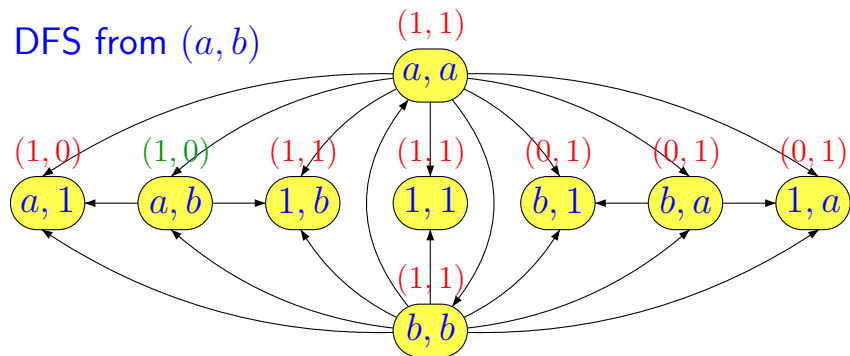 DFS from (a, b)
(1, 1)
a, a
(1, 0) (1, 0) (1, 1) (1, 1) (0, 1) (0, 1) (0, 1)
a, 1 a, b 1, b 1, 1 b, 1 b, a 1, a
(1, 1)
b, b